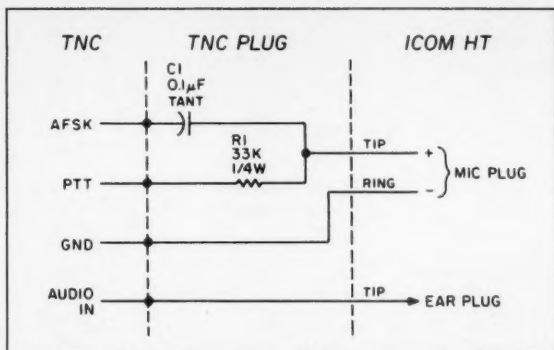 TNC TNC PLUG ICOM HT
C1
0.1µF
TANT
AFSK
R1
33K
1/4W
TIP +
PTT
RING –
MIC PLUG
GND
AUDIO
IN
TIP
EAR PLUG